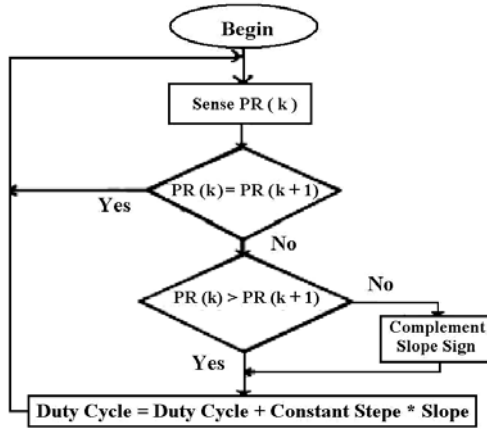 Begin
Sense PR ( k )
PR (k)= PR (k + 1)
Yes
No
PR (k) > PR (k + 1)
No
Complement
Slope Sign
Yes
Duty Cycle = Duty Cycle + Constant Stepe * Slope